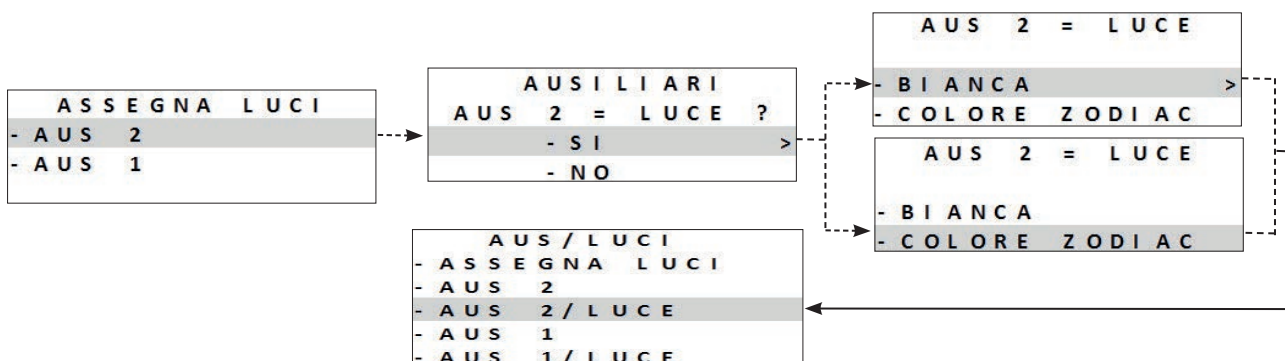 ASSEGNA LUCI
- AUS 2
- AUS 1
AUSILIARI
AUS 2 = LUCE ?
- SI >
- NO
AUS 2 = LUCE
- BIANCA >
- COLORE ZODIAC
AUS 2 = LUCE
- BIANCA
- COLORE ZODIAC
AUS/LUCI
- ASSEGNA LUCI
- AUS 2
- AUS 2/LUCE
- AUS 1
- AUS 1/LUCE